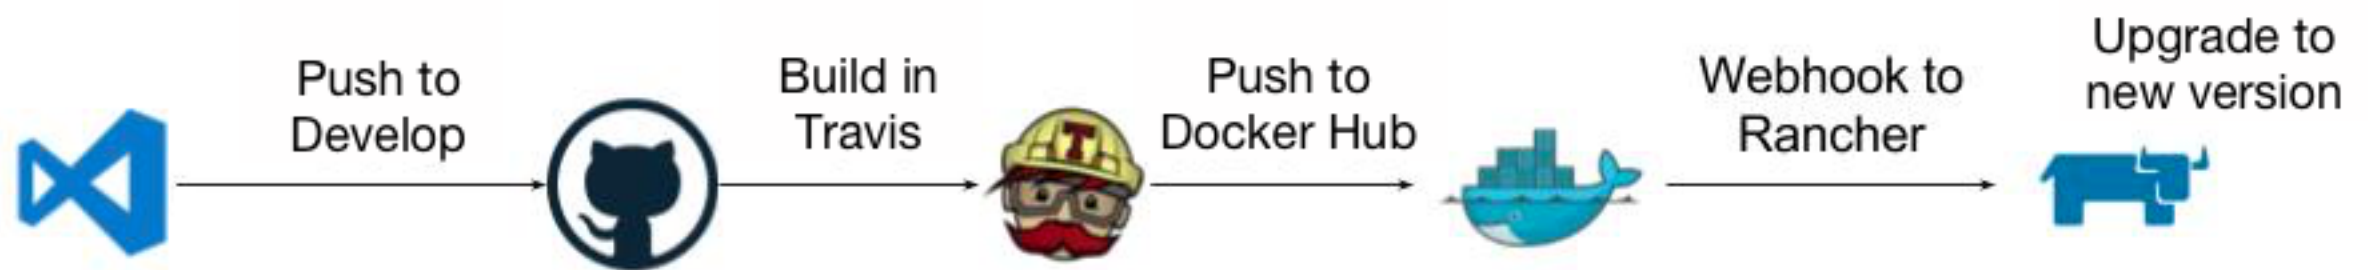 Push to
Develop
Build in
Travis
T
Push to
Docker Hub
Webhook to
Rancher
Upgrade to
new version